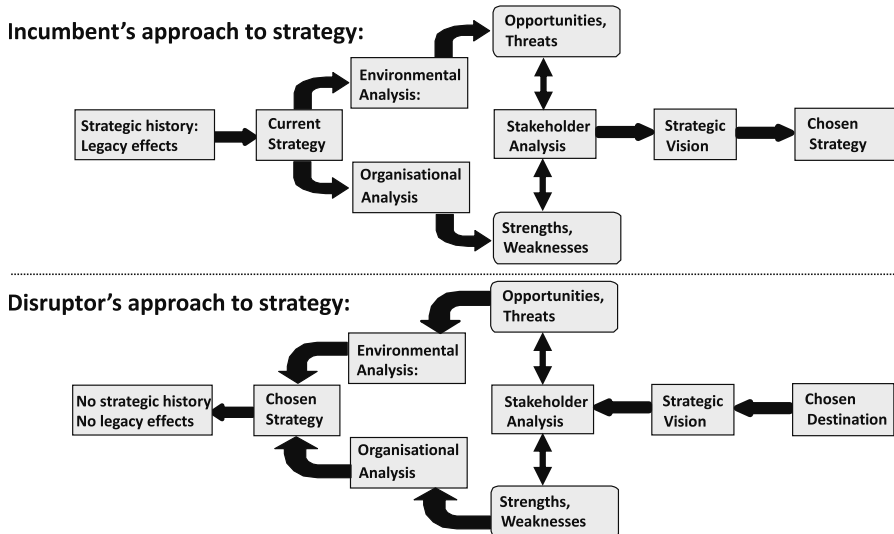 Incumbent's approach to strategy:
Opportunities,
Threats
Environmental
Analysis:
Strategic history:
Legacy effects
Current
Strategy
Stakeholder
Analysis
Strategic
Vision
Chosen
Strategy
Organisational
Analysis
Strengths,
Weaknesses
Disruptor's approach to strategy:
Opportunities,
Threats
Environmental
Analysis:
No strategic history
No legacy effects
Chosen
Strategy
Stakeholder
Analysis
Strategic
Vision
Chosen
Destination
Organisational
Analysis
Strengths,
Weaknesses